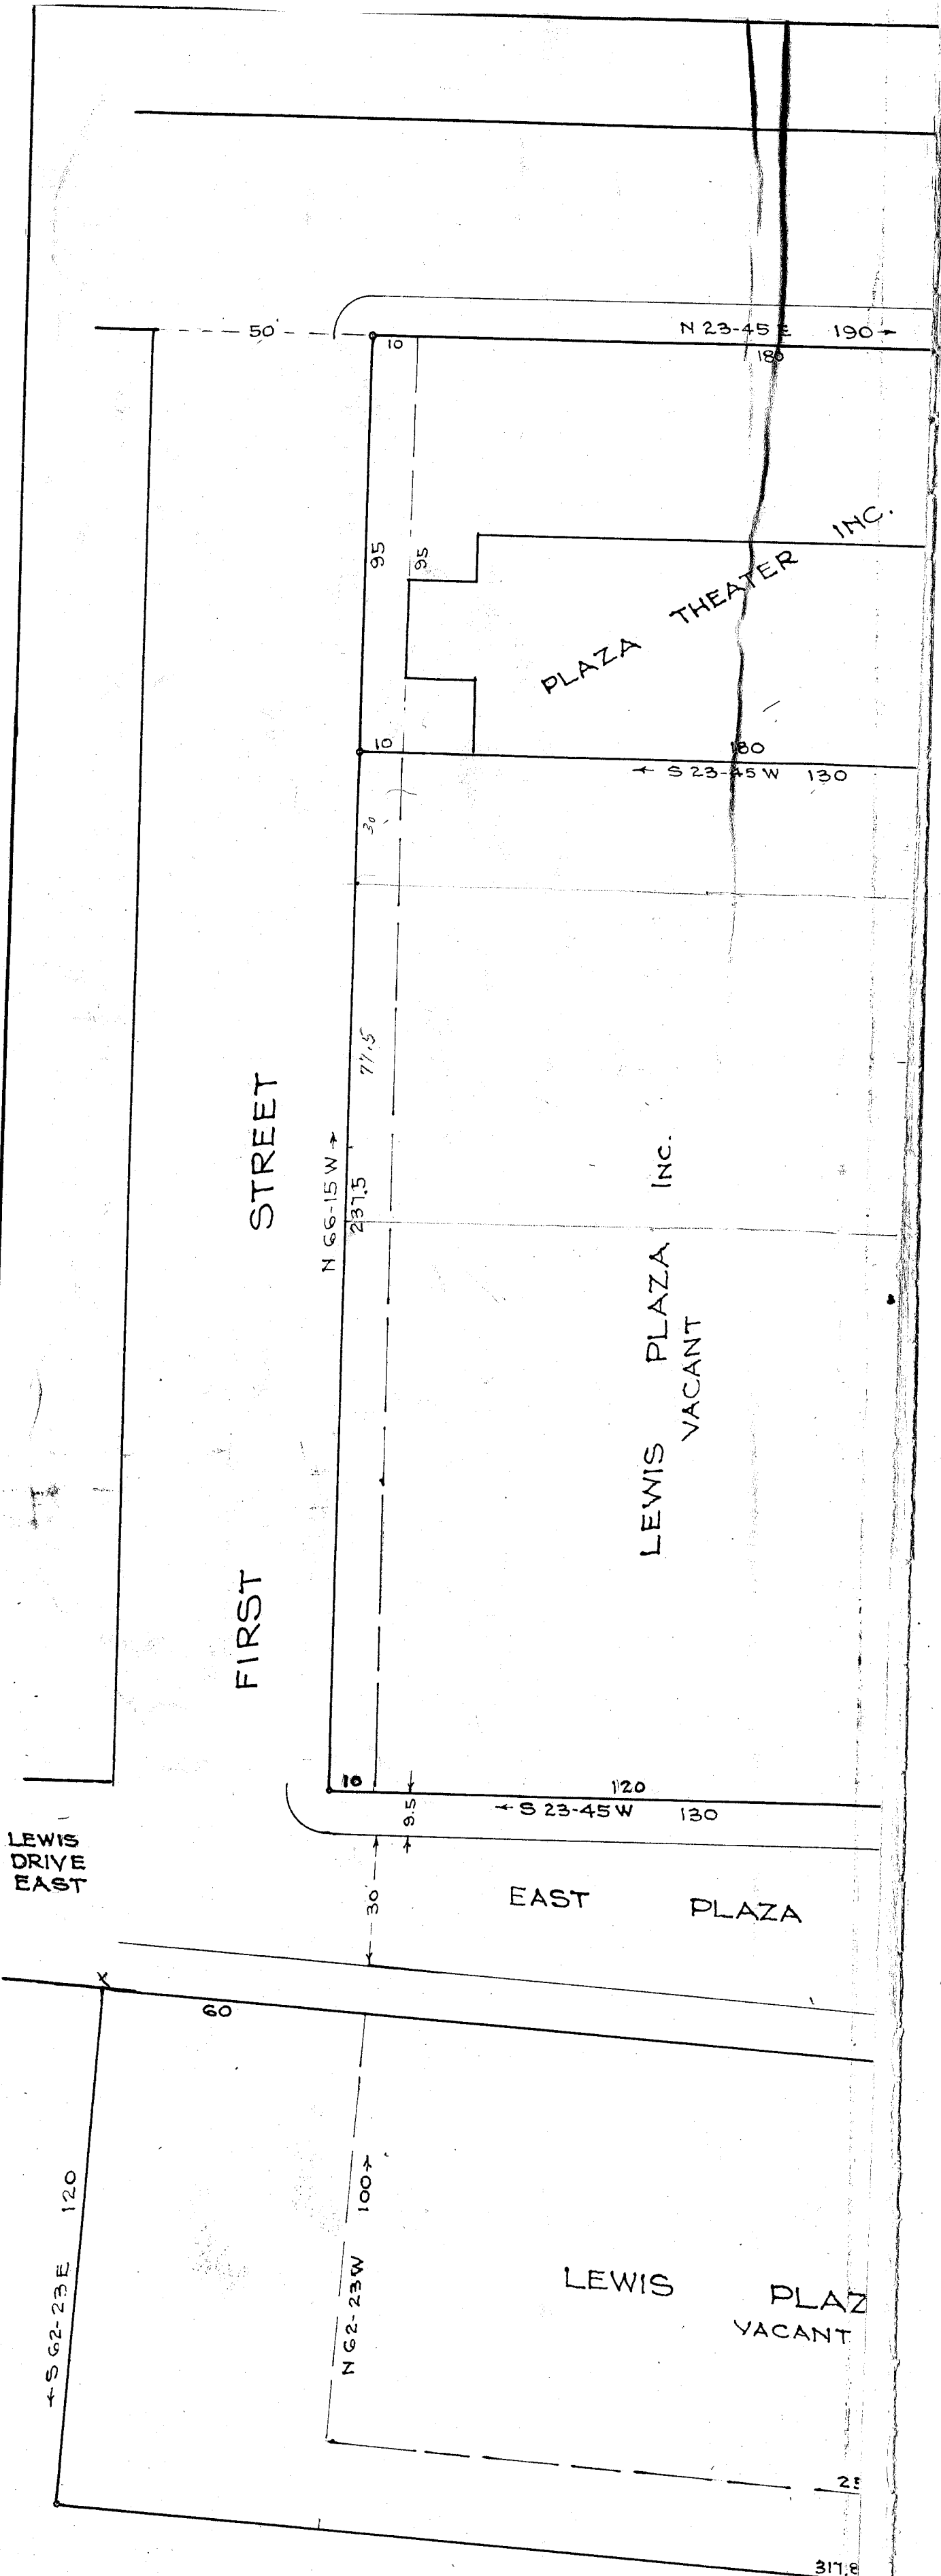 50'
N 23-45 E 190→
10
180
95
95
PLAZA THEATER INC.
10
180
← S 23-45 W 130
30
77.5
FIRST STREET
N 66-15 W →
237.5
LEWIS PLAZA INC.
VACANT
10
120
← S 23-45 W 130
9.5
LEWIS
DRIVE
EAST
30'
EAST PLAZA
X
60
← S 62-23 E 120
N 62-23 W 100→
LEWIS PLAZ
VACANT
317.8